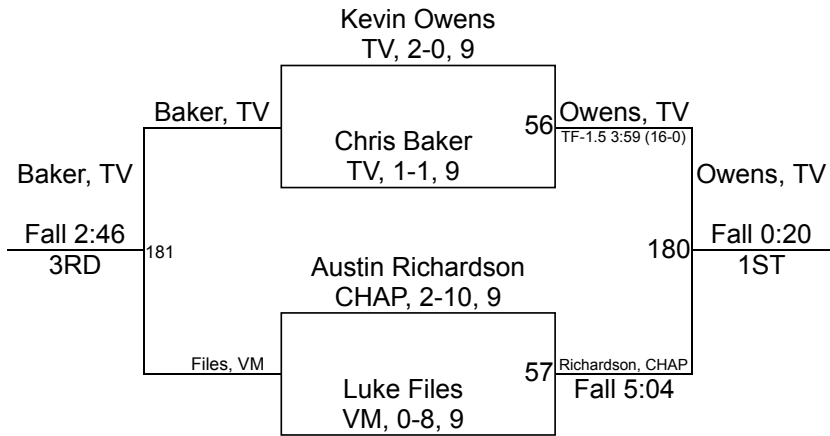 Kevin Owens
TV, 2-0, 9
Baker, TV
56
Owens, TV
TF-1.5 3:59 (16-0)
Chris Baker
TV, 1-1, 9
Baker, TV
Owens, TV
Fall 2:46
181
180
Fall 0:20
3RD
1ST
Austin Richardson
CHAP, 2-10, 9
Files, VM
57
Richardson, CHAP
Fall 5:04
Luke Files
VM, 0-8, 9